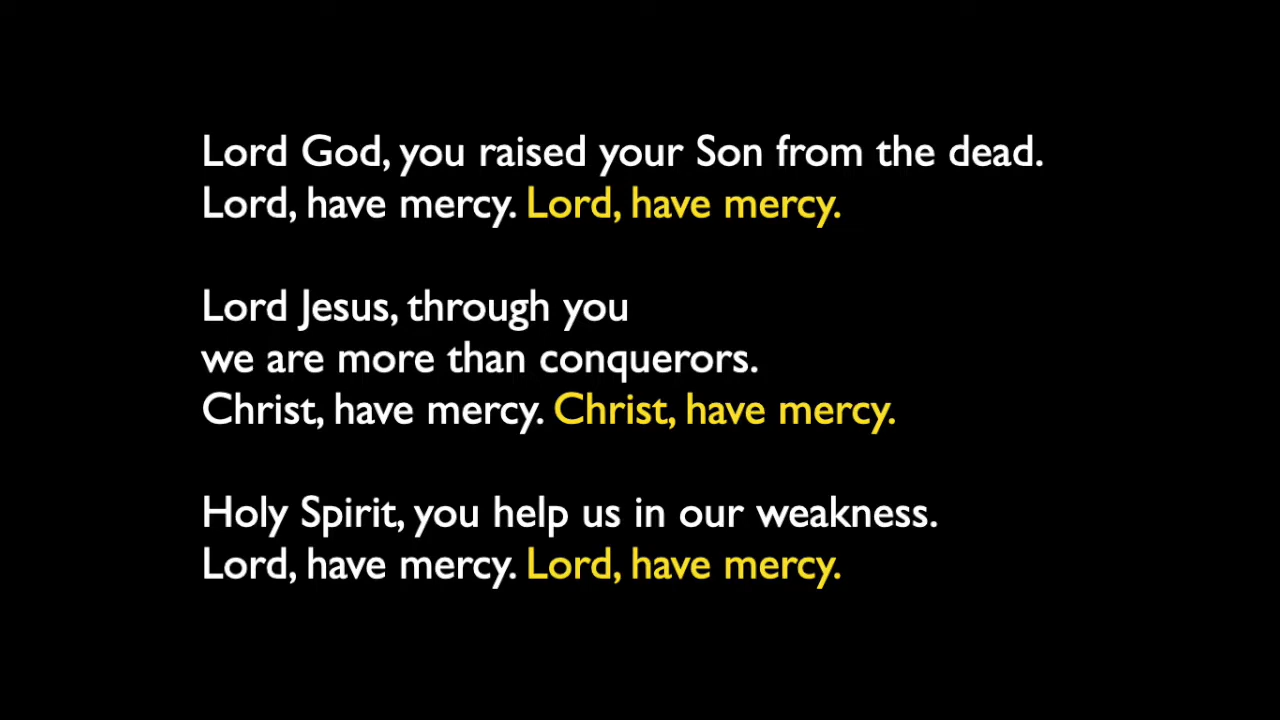 Lord God, you raised your Son from the dead.
Lord, have mercy. Lord, have mercy.
Lord Jesus, through you
we are more than conquerors.
Christ, have mercy. Christ, have mercy.
Holy Spirit, you help us in our weakness.
Lord, have mercy. Lord, have mercy.